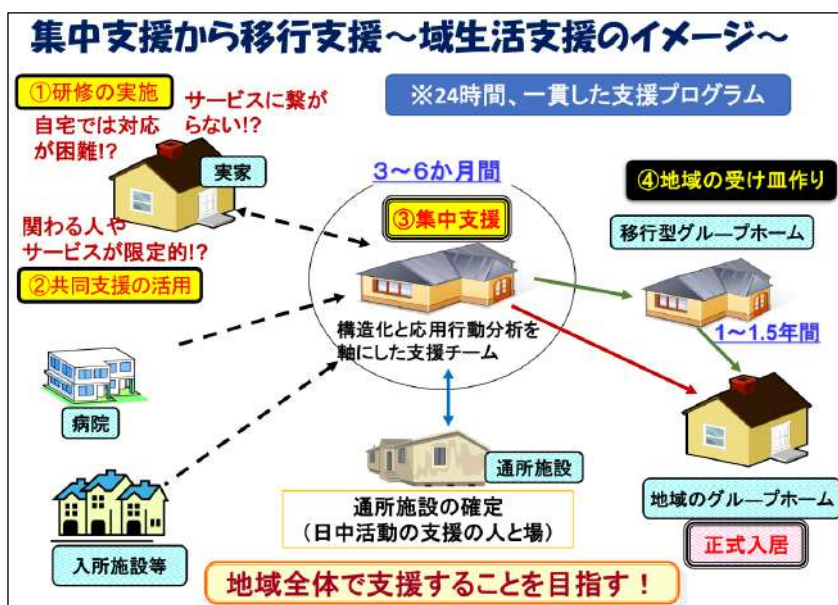 集中支援から移行支援～域生活支援のイメージ～
①研修の実施
※24時間、一貫した支援プログラム
サービスに繋が
らない!?
自宅では対応
が困難!?
実家
関わる人や
サービスが限定的!?
②共同支援の活用
3～6か月間
③集中支援
構造化と応用行動分析を
軸にした支援チーム
④地域の受け皿作り
移行型グループホーム
1～1.5年間
病院
入所施設等
通所施設
通所施設の確定
(日中活動の支援の人と場)
地域のグループホーム
正式入居
地域全体で支援することを目指す！